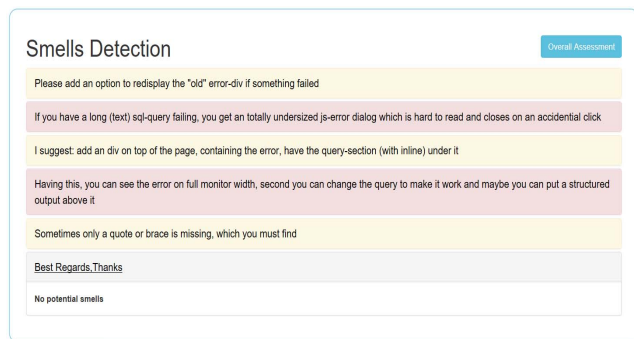 Smells Detection
Overall Assessment
Please add an option to redisplay the "old" error-div if something failed
If you have a long (text) sql-query failing, you get an totally undersized js-error dialog which is hard to read and closes on an accidential click
I suggest: add an div on top of the page, containing the error, have the query-section (with inline) under it
Having this, you can see the error on full monitor width, second you can change the query to make it work and maybe you can put a structured
output above it
Sometimes only a quote or brace is missing, which you must find
Best Regards,Thanks
No potential smells